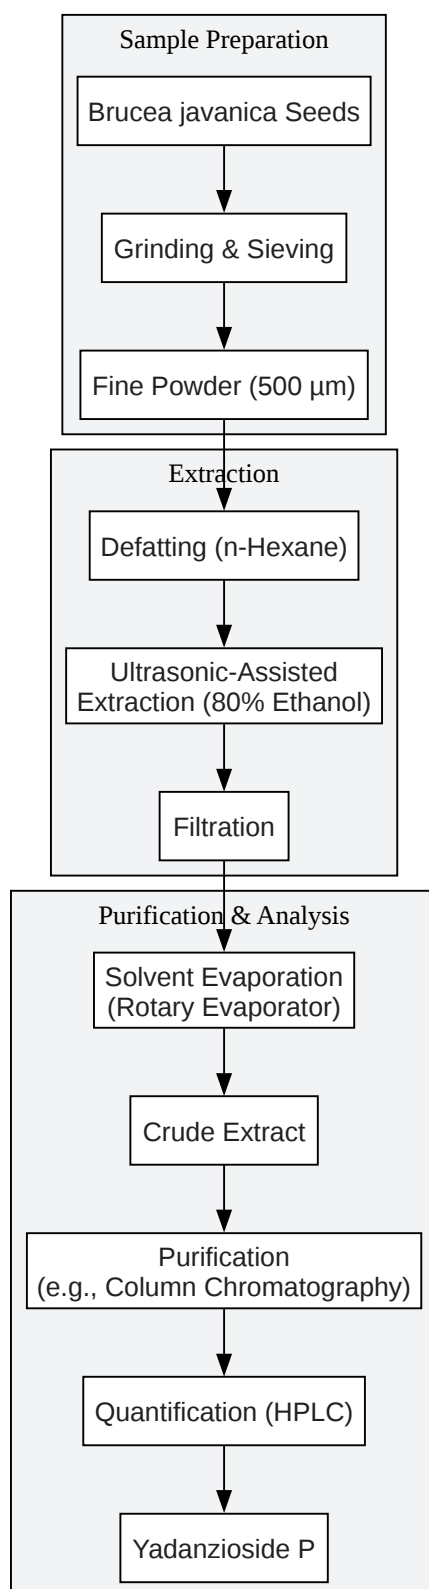 Sample Preparation
Brucea javanica Seeds
Grinding & Sieving
Fine Powder (500 µm)
Extraction
Defatting (n-Hexane)
Ultrasonic-Assisted
Extraction (80% Ethanol)
Filtration
Purification & Analysis
Solvent Evaporation
(Rotary Evaporator)
Crude Extract
Purification
(e.g., Column Chromatography)
Quantification (HPLC)
Yadanzioside P